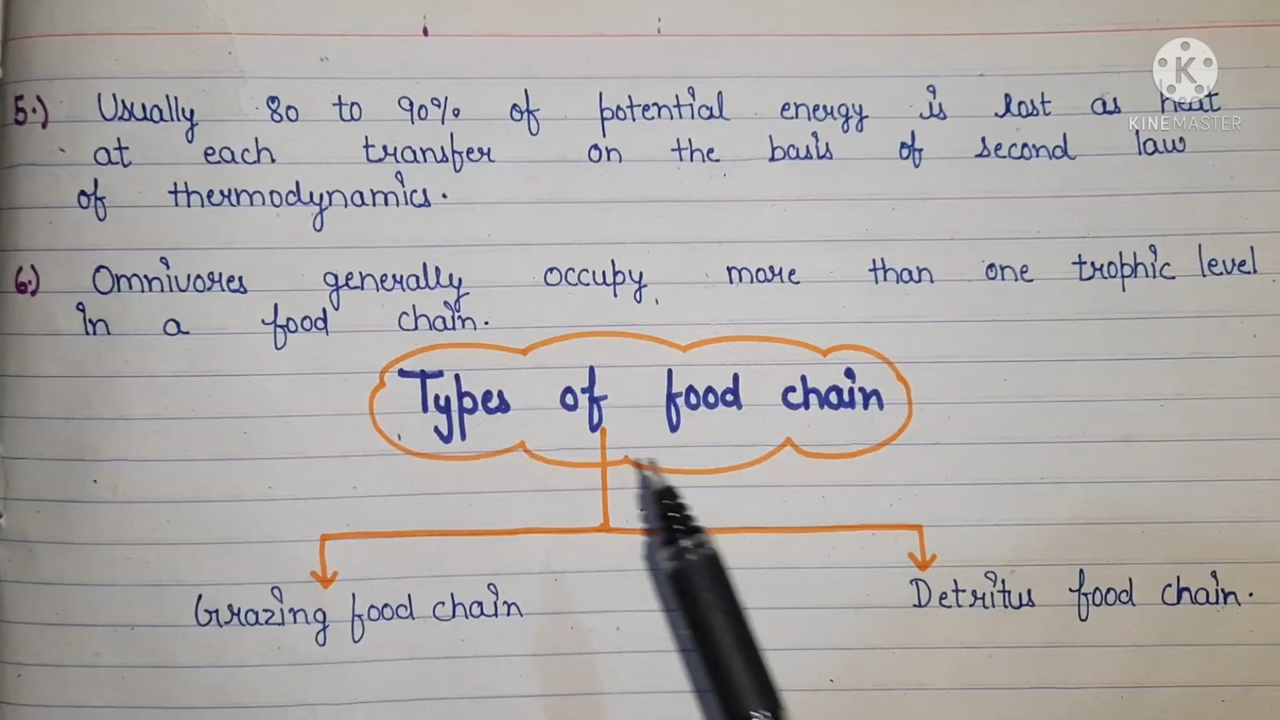 K
KINEMASTER
5.) Usually 80 to 90% of potential energy is lost as heat
at each transfer on the basis of second law
of thermodynamics.
6.) Omnivores generally occupy more than one trophic level
in a food chain.
Types of food chain
Grazing food chain
Detritus food chain.